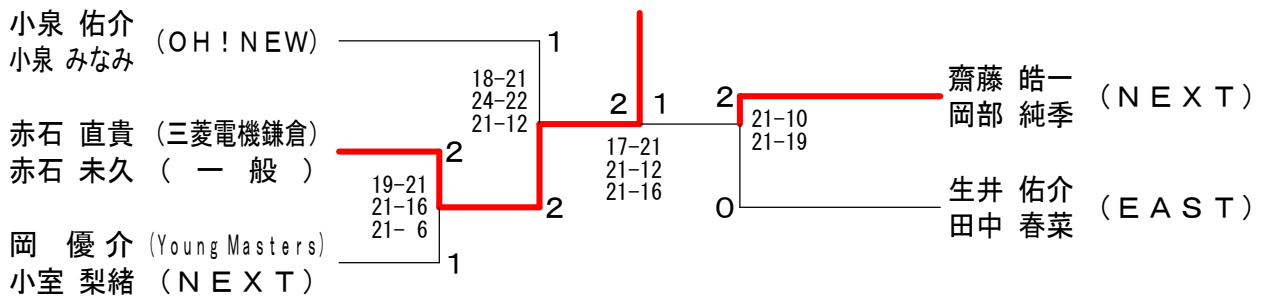 小泉 佑介
小泉 みなみ
(OH!NEW)
1
18-21
24-22
21-12
赤石 直貴 (三菱電機鎌倉)
赤石 未久 ( 一 般 )
2
19-21
21-16
21- 6
2
岡 優介 (Young Masters)
小室 梨緒 (NEXT)
1
2
1
17-21
21-12
21-16
2
21-10
21-19
0
齋藤 皓一
岡部 純季
(NEXT)
生井 佑介
田中 春菜
(EAST)